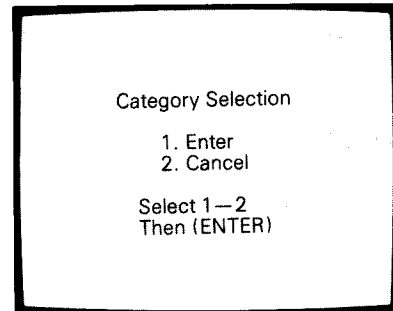 Category Selection
1. Enter
2. Cancel
Select 1—2
Then (ENTER)